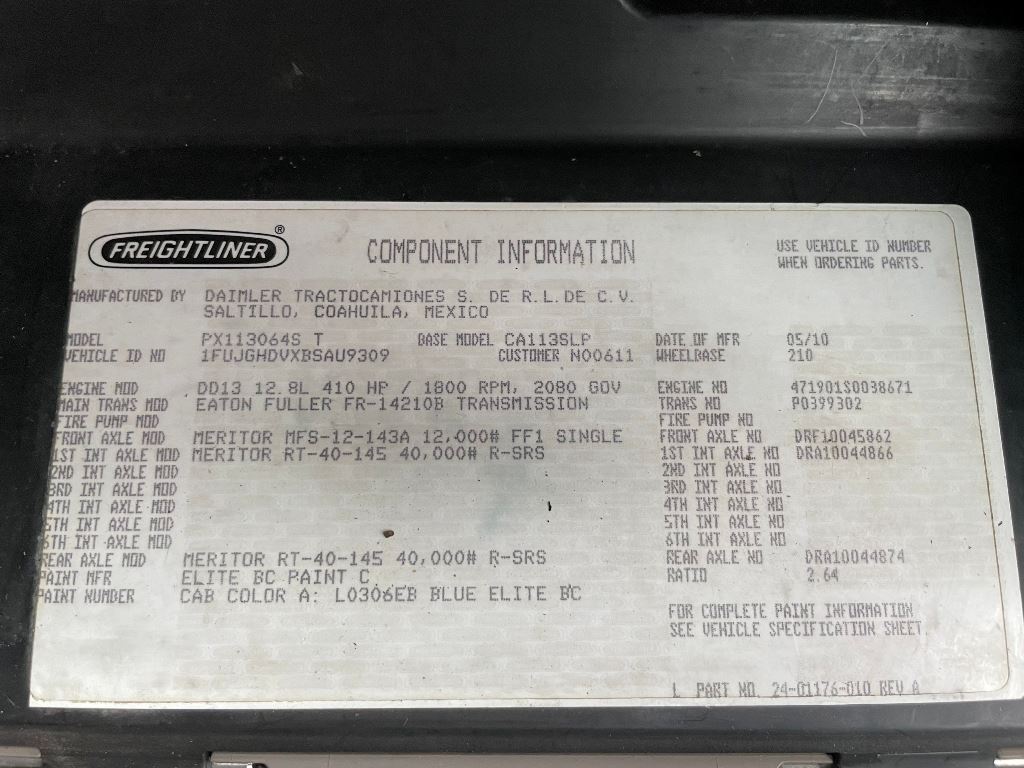 FREIGHTLINER ®
COMPONENT INFORMATION
USE VEHICLE ID NUMBER
WHEN ORDERING PARTS.
MANUFACTURED BY DAIMLER TRACTOCAMIONES S. DE R.L.DE C.V.
SALTILLO, COAHUILA, MEXICO
MODEL PX113064S T BASE MODEL CA113SLP DATE OF MFR 05/10
VEHICLE ID NO 1FUJGHDVXBSAU9309 CUSTOMER NO0611 WHEELBASE 210
ENGINE MOD DD13 12.8L 410 HP / 1800 RPM, 2080 GOV ENGINE NO 471901S0038671
MAIN TRANS MOD EATON FULLER FR-14210B TRANSMISSION TRANS NO P0399302
FIRE PUMP MOD FIRE PUMP NO
FRONT AXLE MOD MERITOR MFS-12-143A 12,000# FF1 SINGLE FRONT AXLE NO DRF10045862
1ST INT AXLE MOD MERITOR RT-40-145 40,000# R-SRS 1ST INT AXLE NO DRA10044866
2ND INT AXLE MOD 2ND INT AXLE NO
3RD INT AXLE MOD 3RD INT AXLE NO
4TH INT AXLE MOD 4TH INT AXLE NO
5TH INT AXLE MOD 5TH INT AXLE NO
6TH INT AXLE MOD 6TH INT AXLE NO
REAR AXLE MOD MERITOR RT-40-145 40,000# R-SRS REAR AXLE NO DRA10044874
PAINT MFR ELITE BC PAINT C RATIO 2.64
PAINT NUMBER CAB COLOR A: L0306EB BLUE ELITE BC
FOR COMPLETE PAINT INFORMATION
SEE VEHICLE SPECIFICATION SHEET.
L PART NO. 24-01176-010 REV A